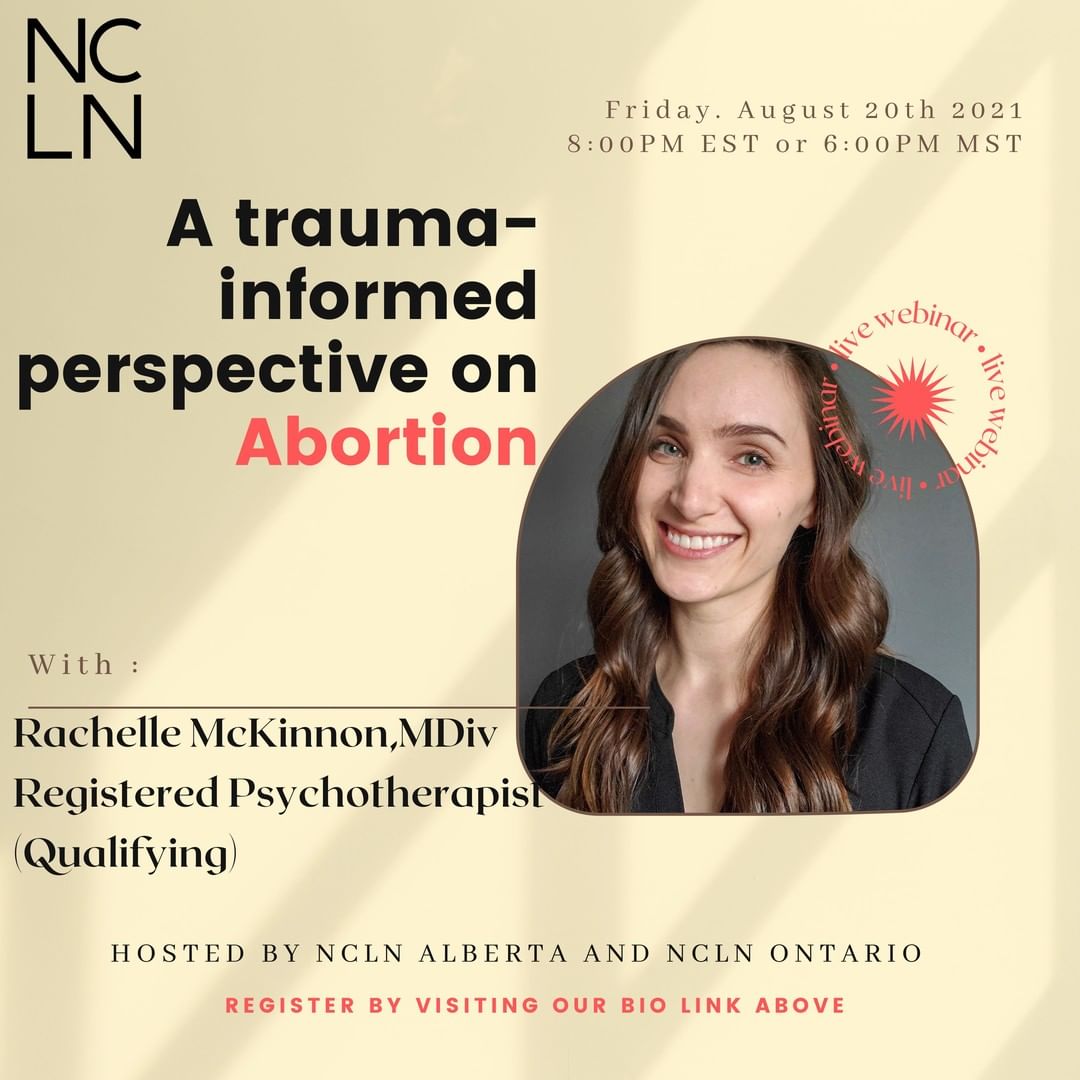 NC
LN
Friday. August 20th 2021
8:00PM EST or 6:00PM MST
A trauma-
informed
perspective on
Abortion
live webinar • live webinar • live webinar •
With :
Rachelle McKinnon,MDiv
Registered Psychotherapist
(Qualifying)
HOSTED BY NCLN ALBERTA AND NCLN ONTARIO
REGISTER BY VISITING OUR BIO LINK ABOVE